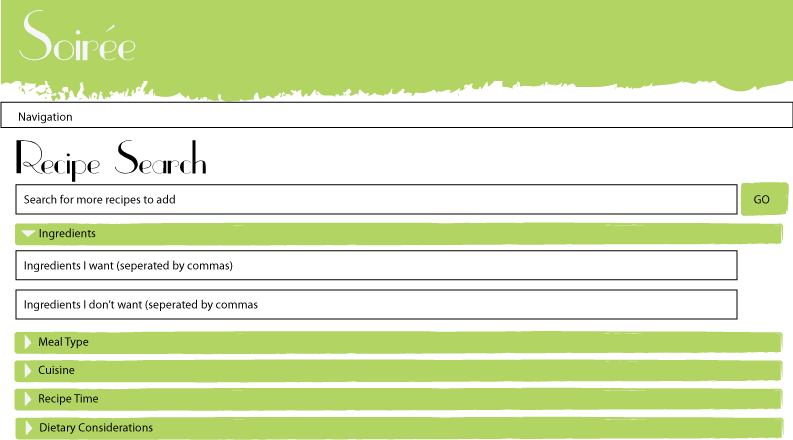 Soirée
Navigation
Recipe Search
Search for more recipes to add
GO
Ingredients
Ingredients I want (seperated by commas)
Ingredients I don't want (seperated by commas
Meal Type
Cuisine
Recipe Time
Dietary Considerations